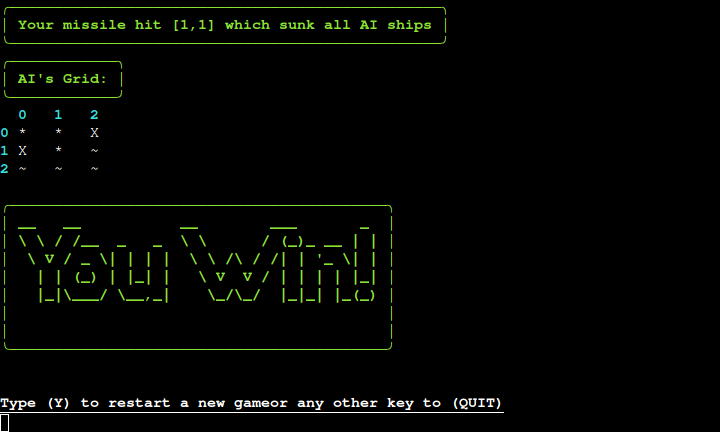 Your missile hit [1,1] which sunk all AI ships
AI's Grid:
0 1 2
0 * * X
1 X * ~
2 ~ ~ ~
You Win!
Type (Y) to restart a new gameor any other key to (QUIT)